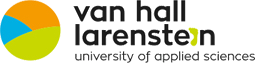 van hall
larenstein
university of applied sciences